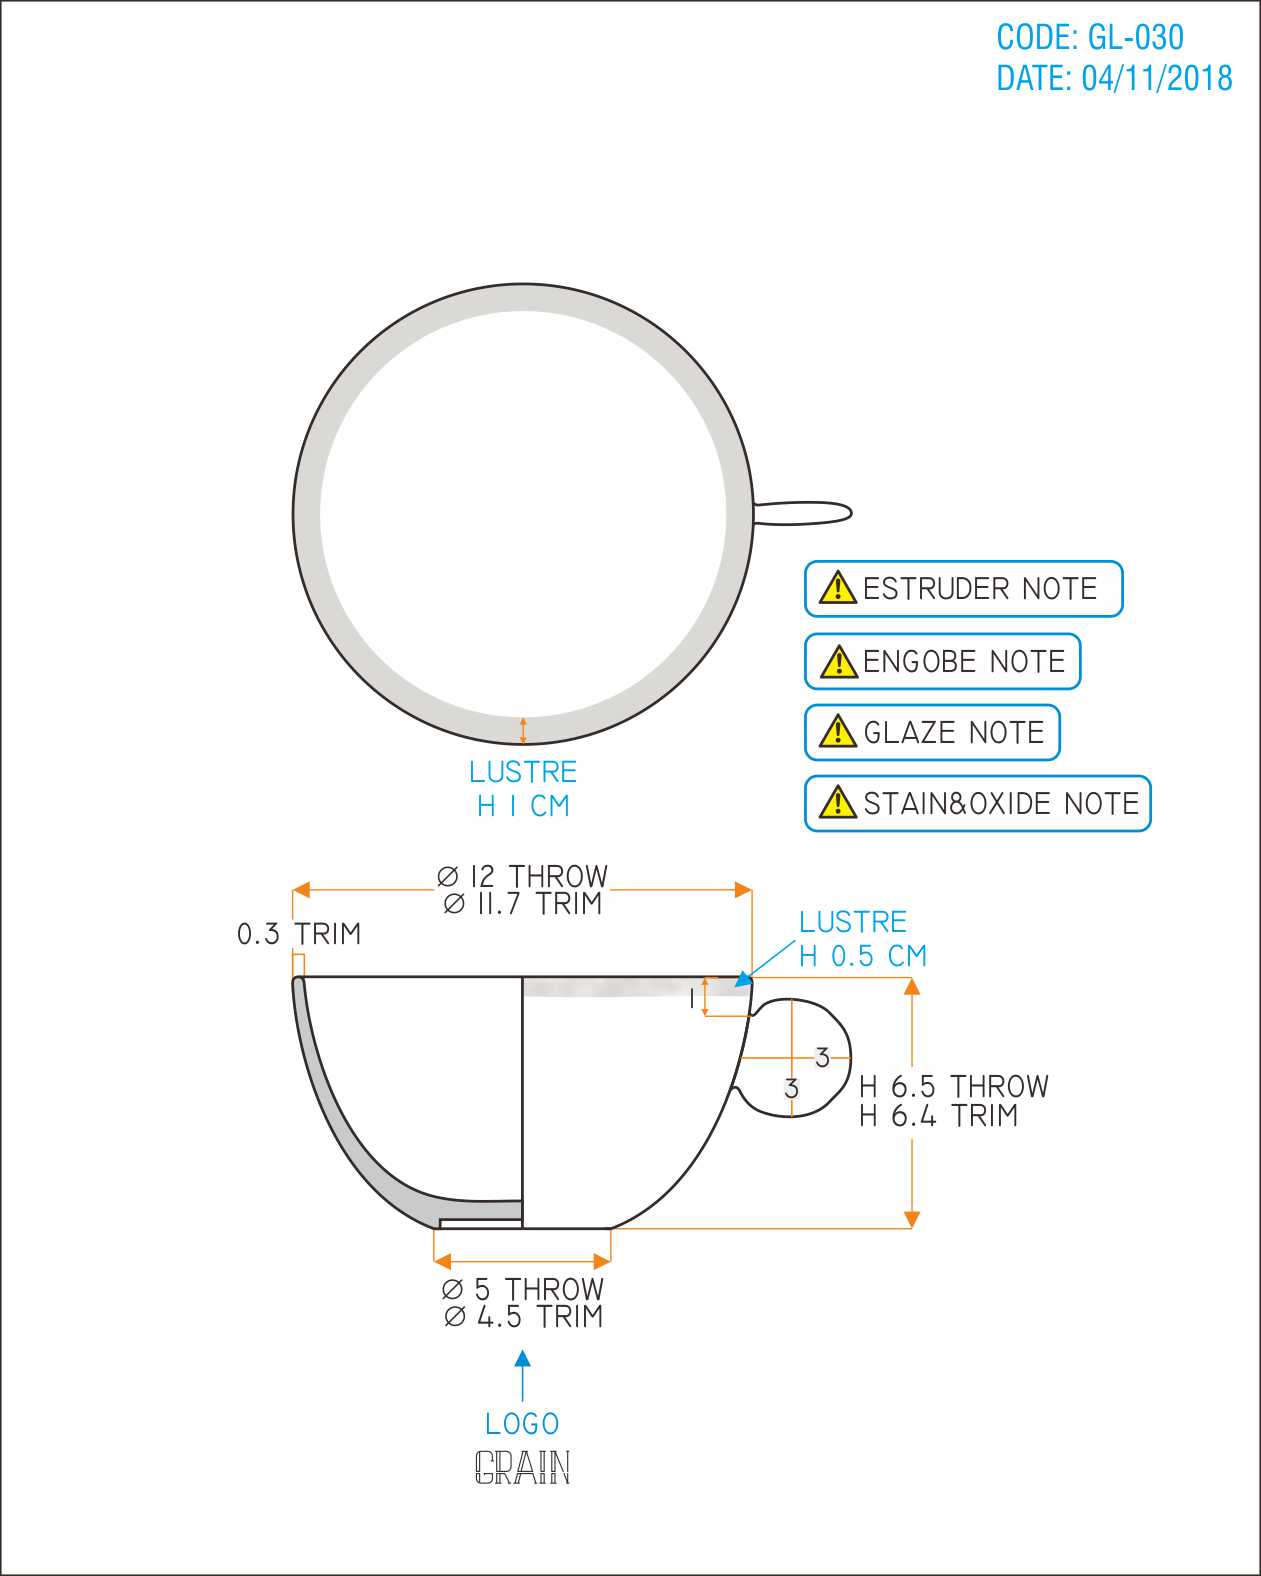 CODE: GL-030
DATE: 04/11/2018
ESTRUDER NOTE
ENGOBE NOTE
GLAZE NOTE
STAIN&OXIDE NOTE
LUSTRE
H 1 CM
Ø 12 THROW
Ø 11.7 TRIM
0.3 TRIM
LUSTRE
H 0.5 CM
1
3
3
H 6.5 THROW
H 6.4 TRIM
Ø 5 THROW
Ø 4.5 TRIM
LOGO
GRAIN